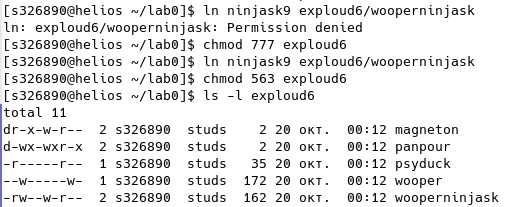 [s326890@helios ~/lab0]$ ln ninjask9 exploud6/wooperninjask
ln: exploud6/wooperninjask: Permission denied
[s326890@helios ~/lab0]$ chmod 777 exploud6
[s326890@helios ~/lab0]$ ln ninjask9 exploud6/wooperninjask
[s326890@helios ~/lab0]$ chmod 563 exploud6
[s326890@helios ~/lab0]$ ls -l exploud6
total 11
dr-x-w-r-- 2 s326890 studs 2 20 окт. 00:12 magneton
d-wx-wxr-x 2 s326890 studs 2 20 окт. 00:12 panpour
-r-----r-- 1 s326890 studs 35 20 окт. 00:12 psyduck
--w-----w- 1 s326890 studs 172 20 окт. 00:12 wooper
-rw--w-r-- 2 s326890 studs 162 20 окт. 00:12 wooperninjask